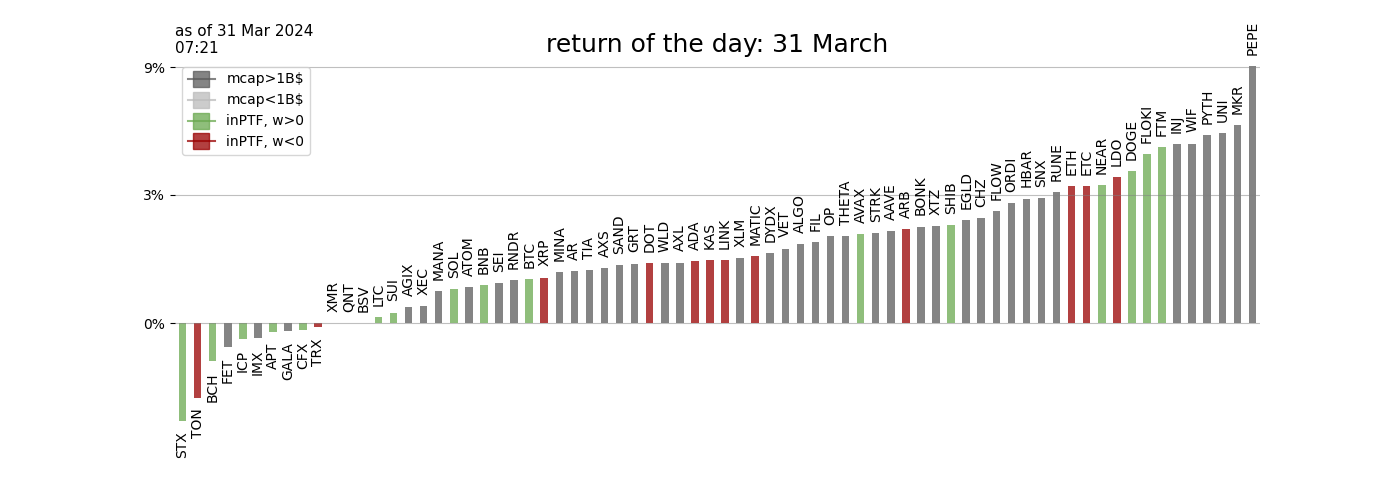 as of 31 Mar 2024
07:21
return of the day: 31 March
9%
3%
0%
mcap>1B$
mcap<1B$
inPTF, w>0
inPTF, w<0
STX
TON
BCH
FET
ICP
IMX
APT
GALA
CFX
TRX
XMR
QNT
BSV
LTC
SUI
AGIX
XEC
MANA
SOL
ATOM
BNB
SEI
RNDR
BTC
XRP
MINA
AR
TIA
AXS
SAND
GRT
DOT
WLD
AXL
ADA
KAS
LINK
XLM
MATIC
DYDX
VET
ALGO
FIL
OP
THETA
AVAX
STRK
AAVE
ARB
BONK
XTZ
SHIB
EGLD
CHZ
FLOW
ORDI
HBAR
SNX
RUNE
ETH
ETC
NEAR
LDO
DOGE
FLOKI
FTM
INJ
WIF
PYTH
UNI
MKR
PEPE